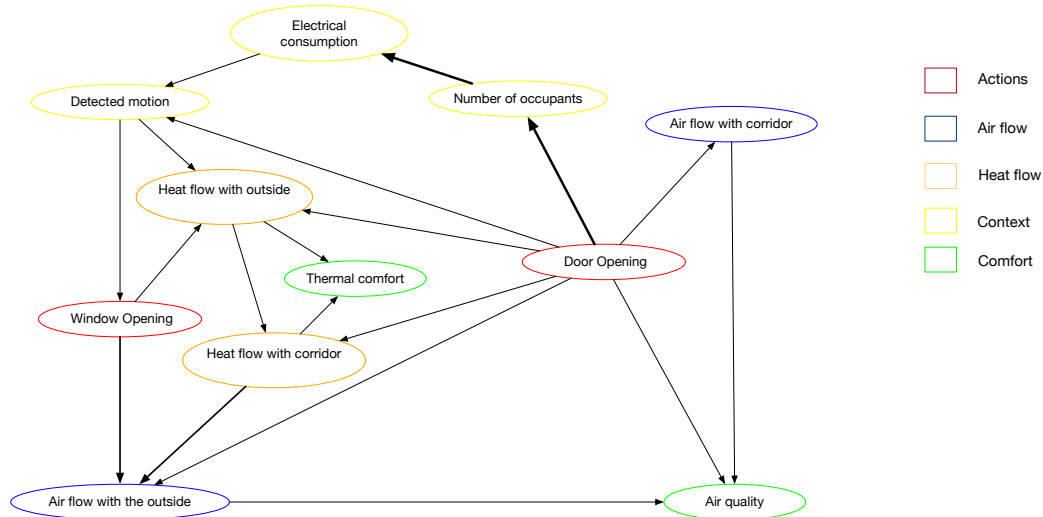 Electrical
consumption
Detected motion
Number of occupants
Air flow with corridor
Heat flow with outside
Thermal comfort
Door Opening
Window Opening
Heat flow with corridor
Air flow with the outside
Air quality
Actions
Air flow
Heat flow
Context
Comfort